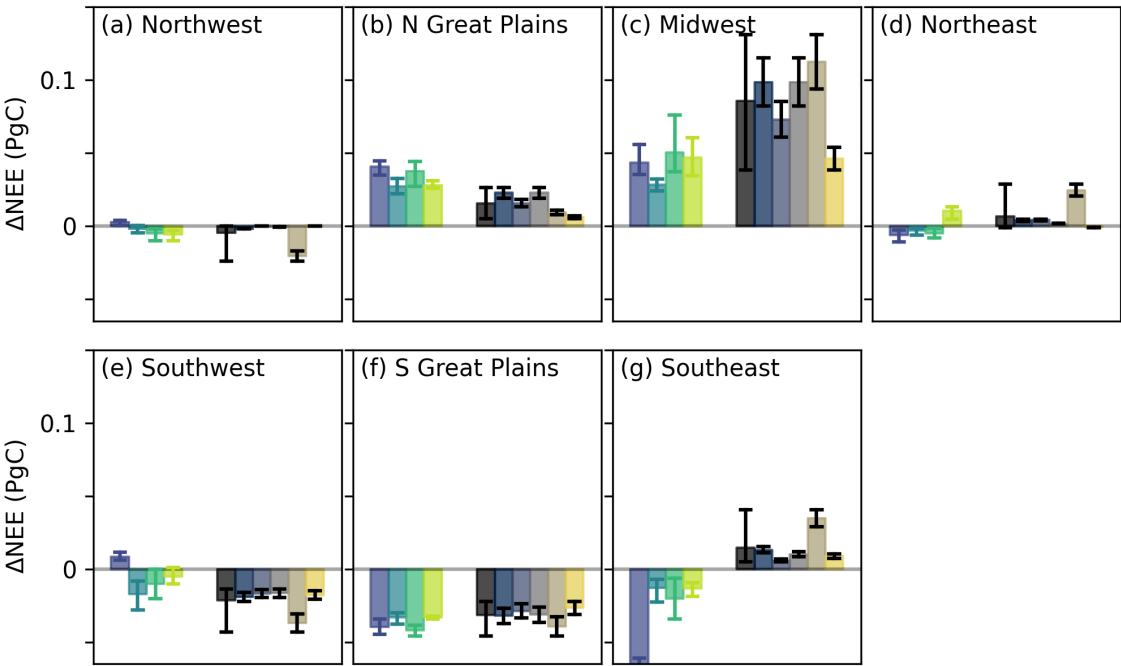 (a) Northwest
(b) N Great Plains
(c) Midwest
(d) Northeast
0.1
0
ΔNEE (PgC)
(e) Southwest
(f) S Great Plains
(g) Southeast
0.1
0
ΔNEE (PgC)